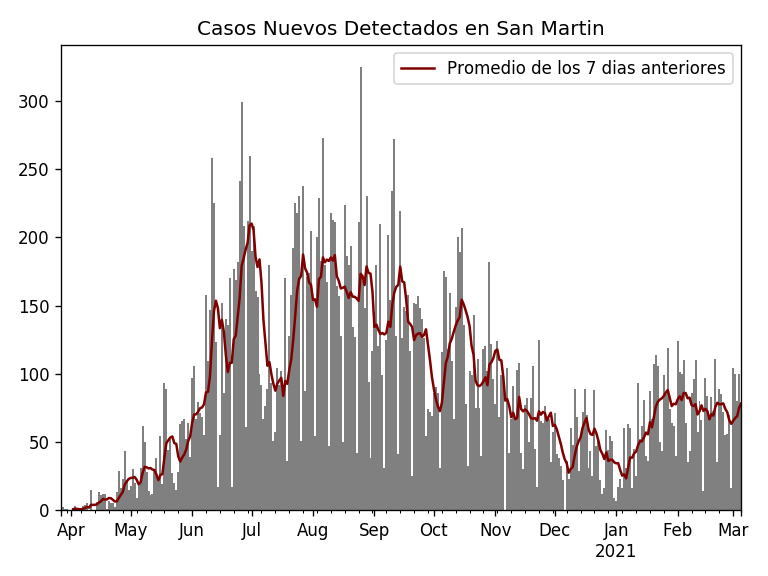 Casos Nuevos Detectados en San Martin
Promedio de los 7 dias anteriores
300
250
200
150
100
50
0
Apr May Jun Jul Aug Sep Oct Nov Dec Jan Feb Mar
2021